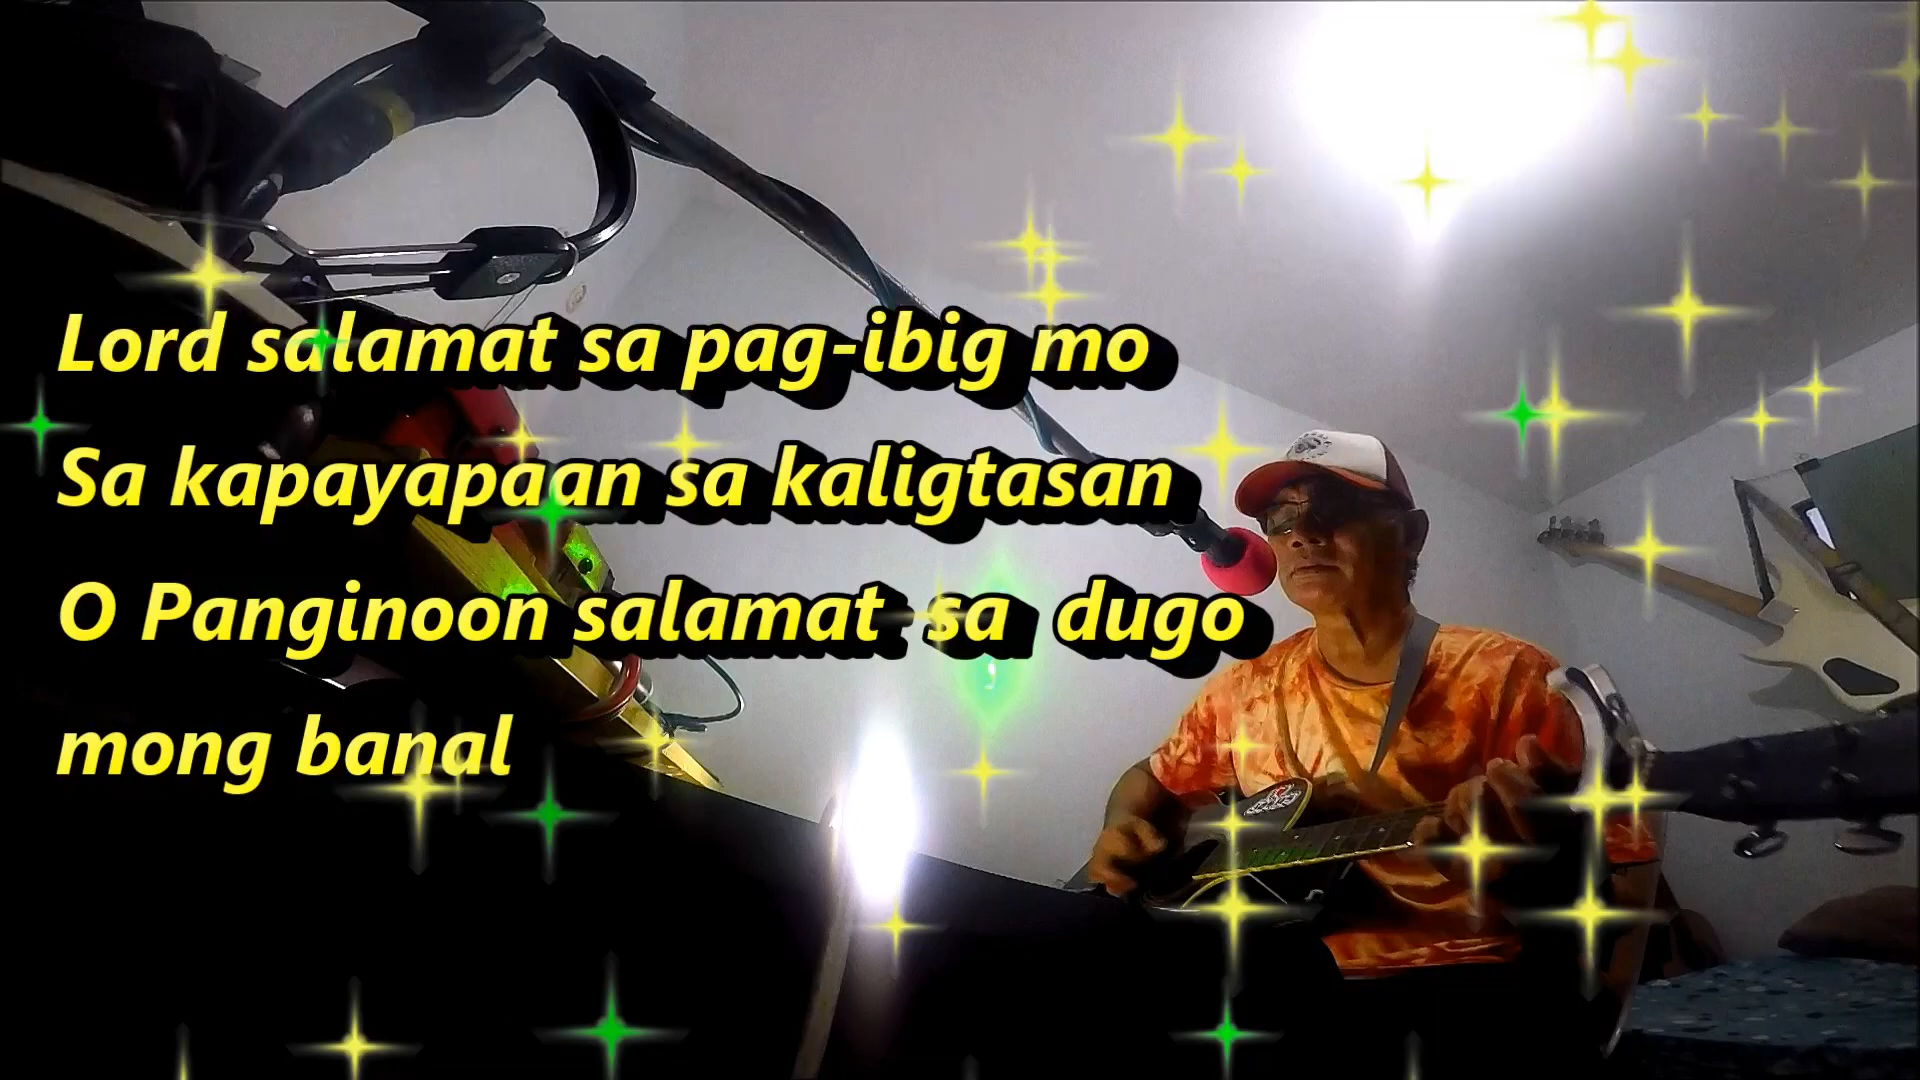 Lord salamat sa pag-ibig mo
Sa kapayapaan sa kaligtasan
O Panginoon salamat sa dugo
mong banal